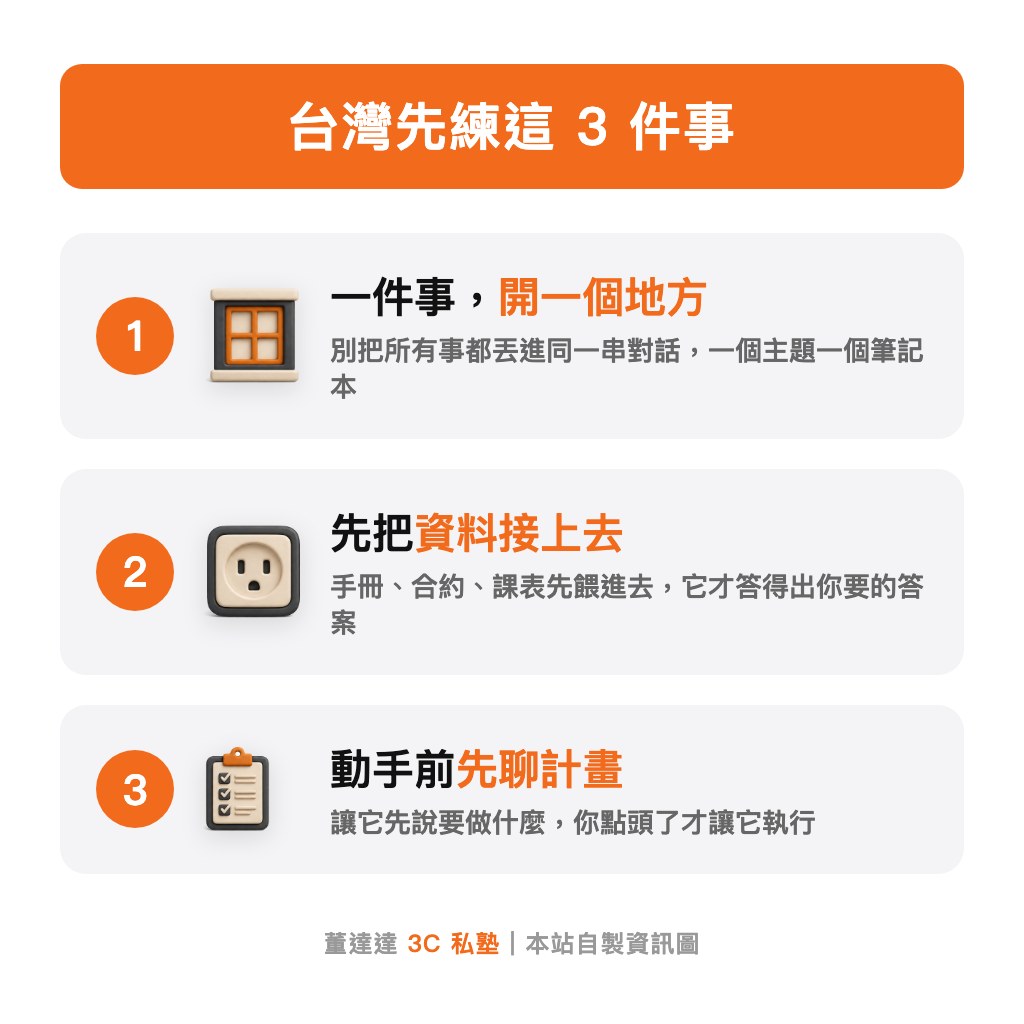 台灣先練這 3 件事
1
一件事，開一個地方
別把所有事都丟進同一串對話，一個主題一個筆記
本
2
先把資料接上去
手冊、合約、課表先餵進去，它才答得出你要的答
案
3
動手前先聊計畫
讓它先說要做什麼，你點頭了才讓它執行
董達達 3C 私塾｜本站自製資訊圖